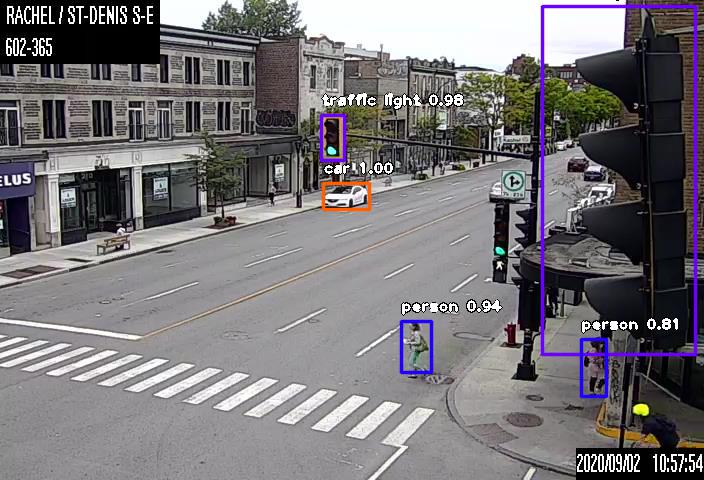 RACHEL / ST-DENIS S-E
602-365
traffic light 0.98
car 1.00
ELUS
person 0.94
person 0.81
2020/09/02 10:57:54